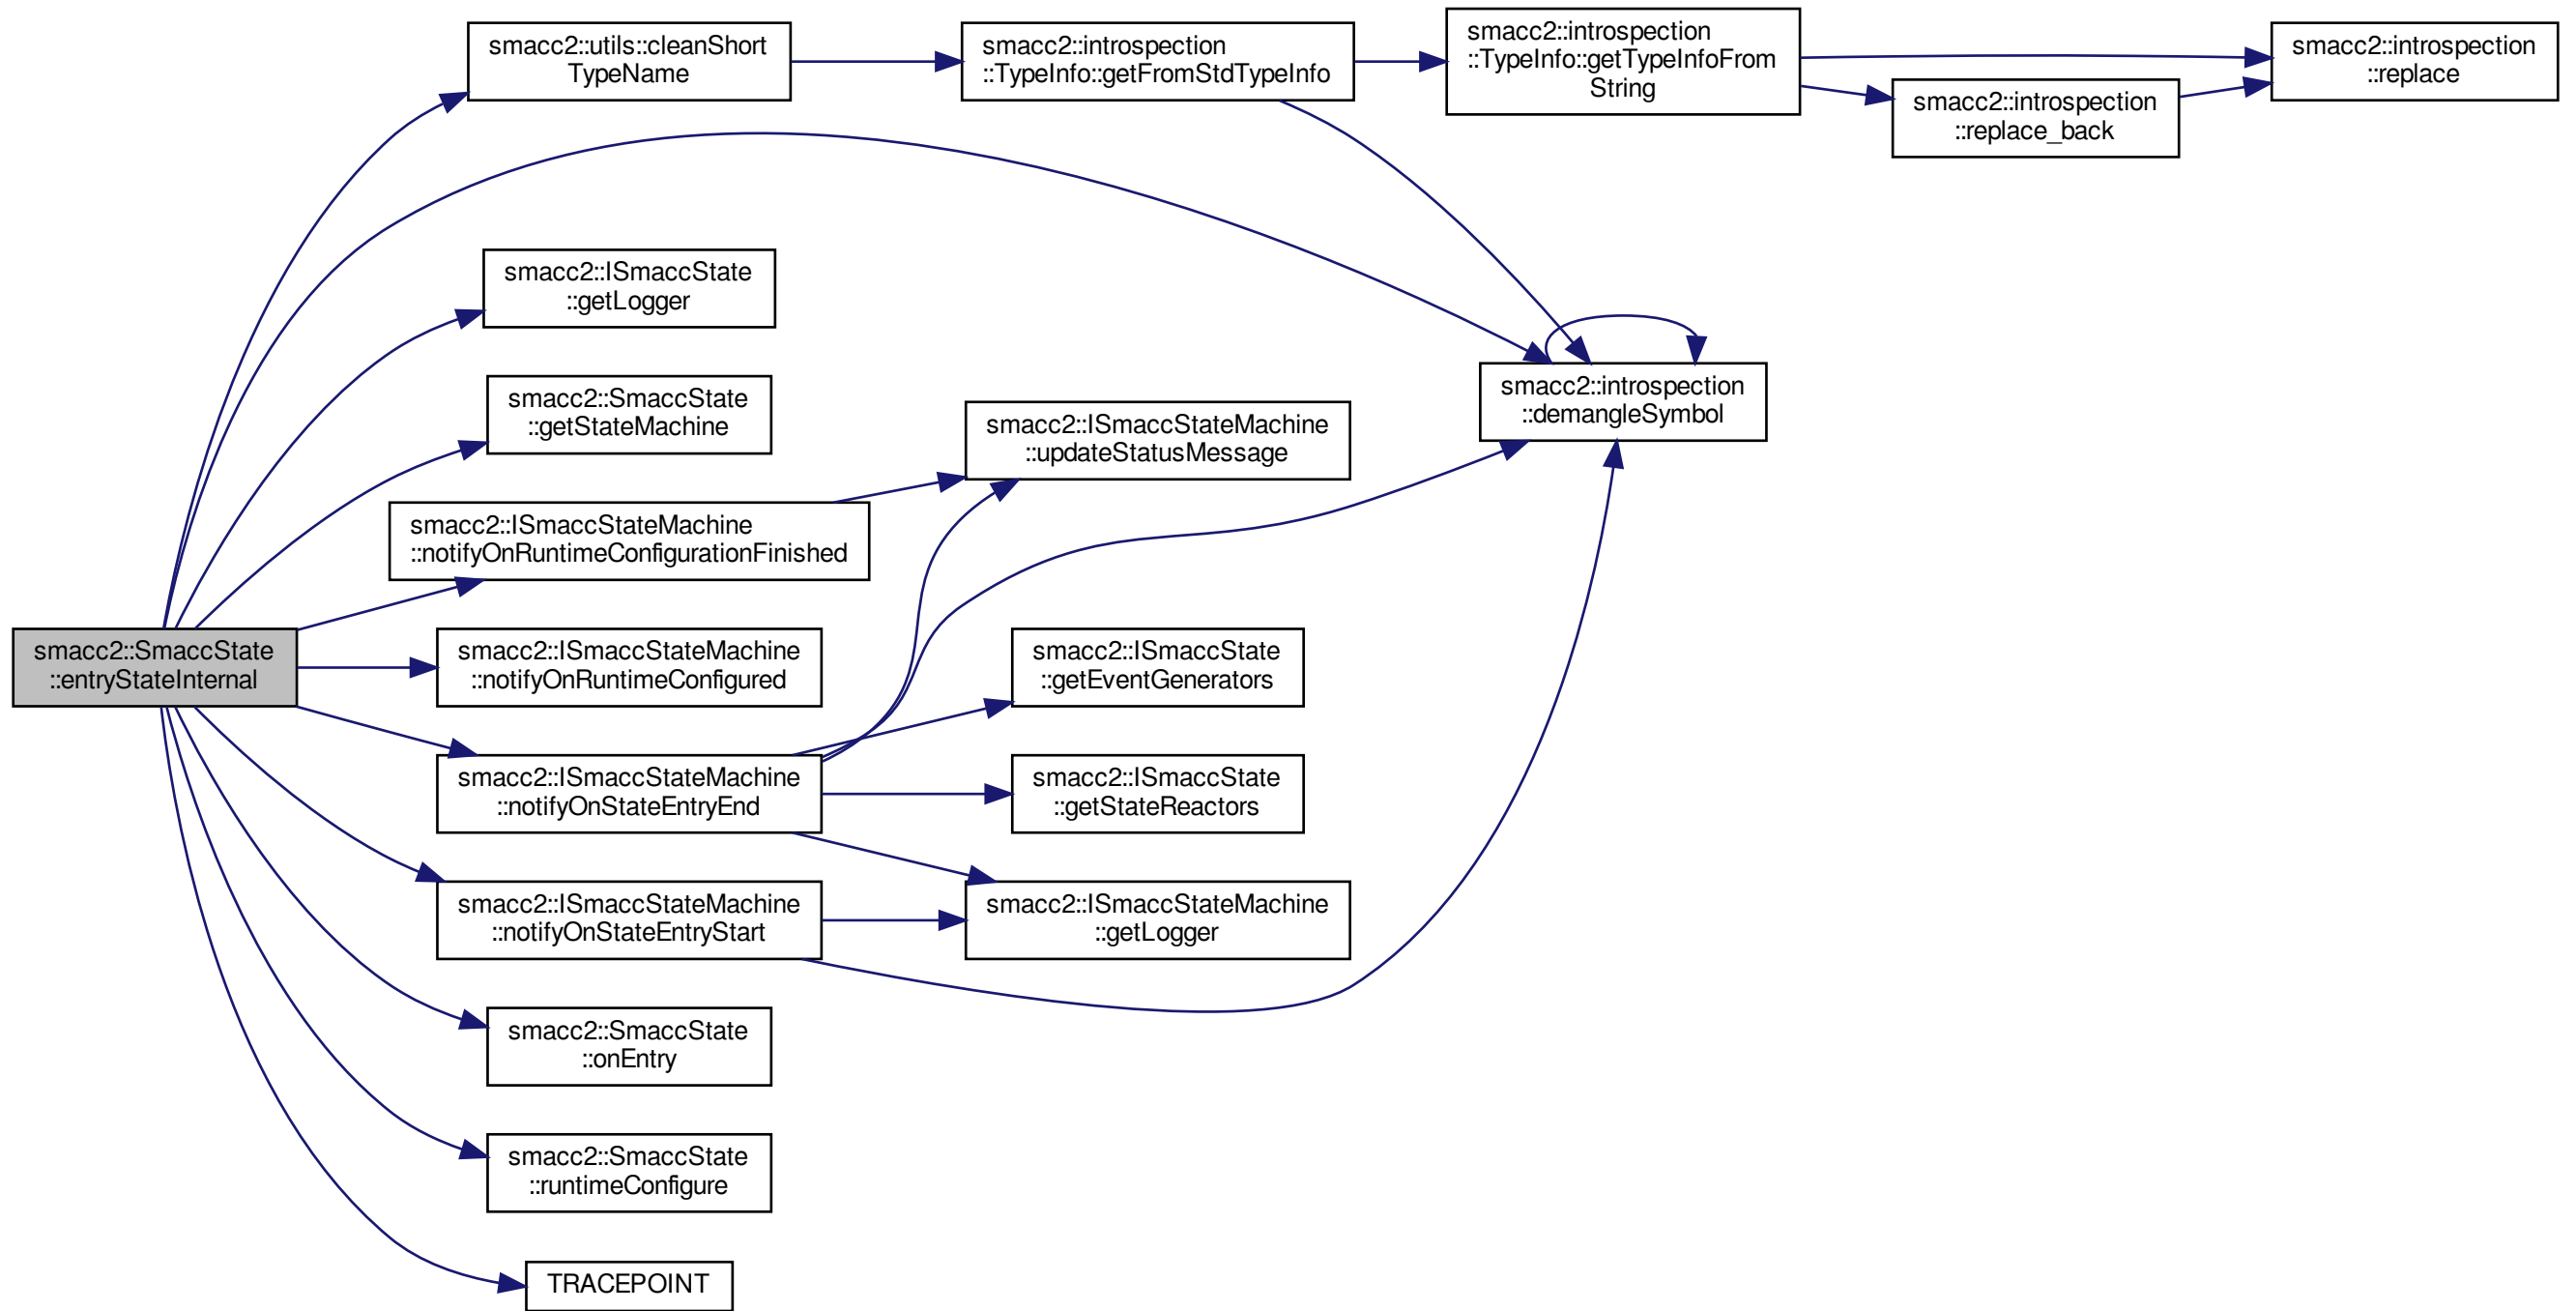 smacc2::utils::cleanShort
TypeName
smacc2::introspection
::TypeInfo::getFromStdTypeInfo
smacc2::introspection
::TypeInfo::getTypeInfoFrom
String
smacc2::introspection
::replace
smacc2::introspection
::replace_back
smacc2::ISmaccState
::getLogger
smacc2::SmaccState
::getStateMachine
smacc2::introspection
::demangleSymbol
smacc2::ISmaccStateMachine
::updateStatusMessage
smacc2::ISmaccStateMachine
::notifyOnRuntimeConfigurationFinished
smacc2::SmaccState
::entryStateInternal
smacc2::ISmaccStateMachine
::notifyOnRuntimeConfigured
smacc2::ISmaccState
::getEventGenerators
smacc2::ISmaccStateMachine
::notifyOnStateEntryEnd
smacc2::ISmaccState
::getStateReactors
smacc2::ISmaccStateMachine
::notifyOnStateEntryStart
smacc2::ISmaccStateMachine
::getLogger
smacc2::SmaccState
::onEntry
smacc2::SmaccState
::runtimeConfigure
TRACEPOINT